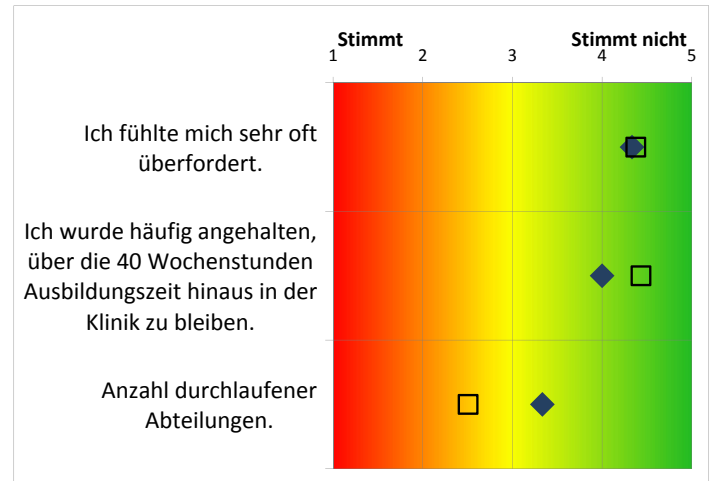 Stimmt Stimmt nicht
1 2 3 4 5
Ich fühlte mich sehr oft
überfordert.
Ich wurde häufig angehalten,
über die 40 Wochenstunden
Ausbildungszeit hinaus in der
Klinik zu bleiben.
Anzahl durchlaufener
Abteilungen.